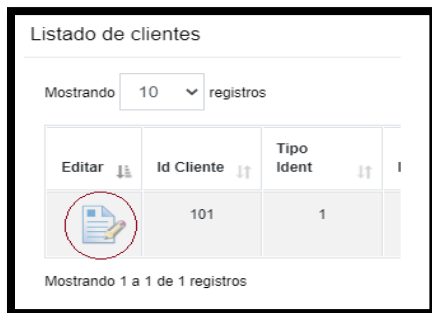 Listado de clientes
Mostrando 10 registros
Editar Id Cliente Tipo Ident
101 1
Mostrando 1 a 1 de 1 registros